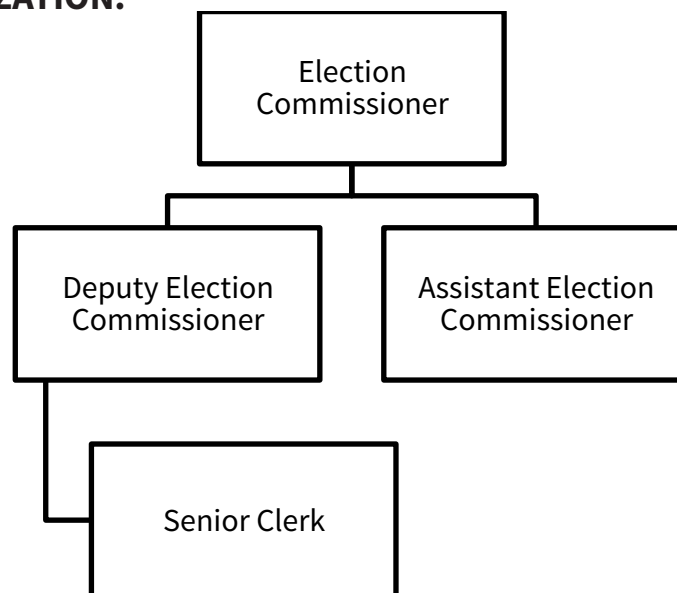 ZATION:
Election
Commissioner
Deputy Election
Commissioner
Assistant Election
Commissioner
Senior Clerk